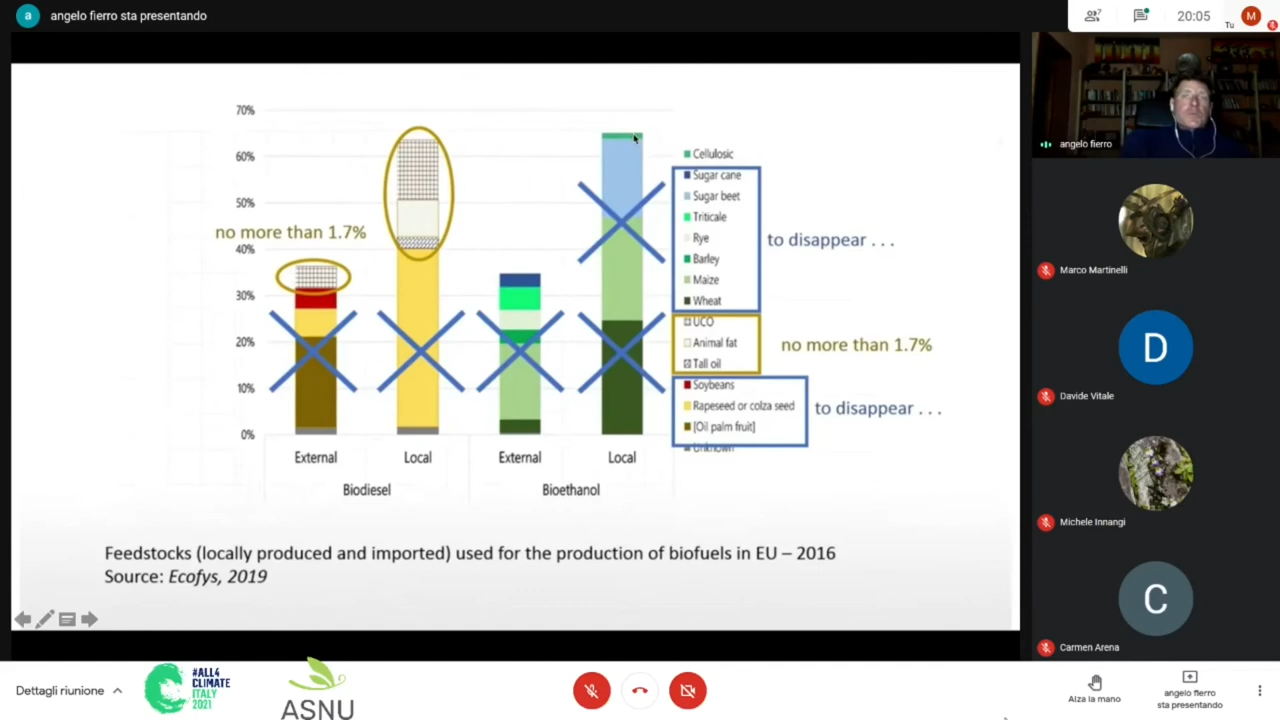 a
angelo fierro sta presentando
7
20:05
Tu
M
70%
60%
50%
40%
30%
20%
10%
0%
no more than 1.7%
External
Local
External
Local
Biodiesel
Bioethanol
Cellulosic
Sugar cane
Sugar beet
Triticale
Rye
Barley
Maize
Wheat
to disappear . . .
UCO
Animal fat
Tall oil
no more than 1.7%
Soybeans
Rapeseed or colza seed
[Oil palm fruit]
to disappear . . .
Unknown
Feedstocks (locally produced and imported) used for the production of biofuels in EU – 2016
Source: Ecofys, 2019
angelo fierro
Marco Martinelli
D
Davide Vitale
Michele Innangi
C
Carmen Arena
Dettagli riunione
#ALL4
CLIMATE
ITALY
2021
ASNU
Alza la mano
angelo fierro
sta presentando